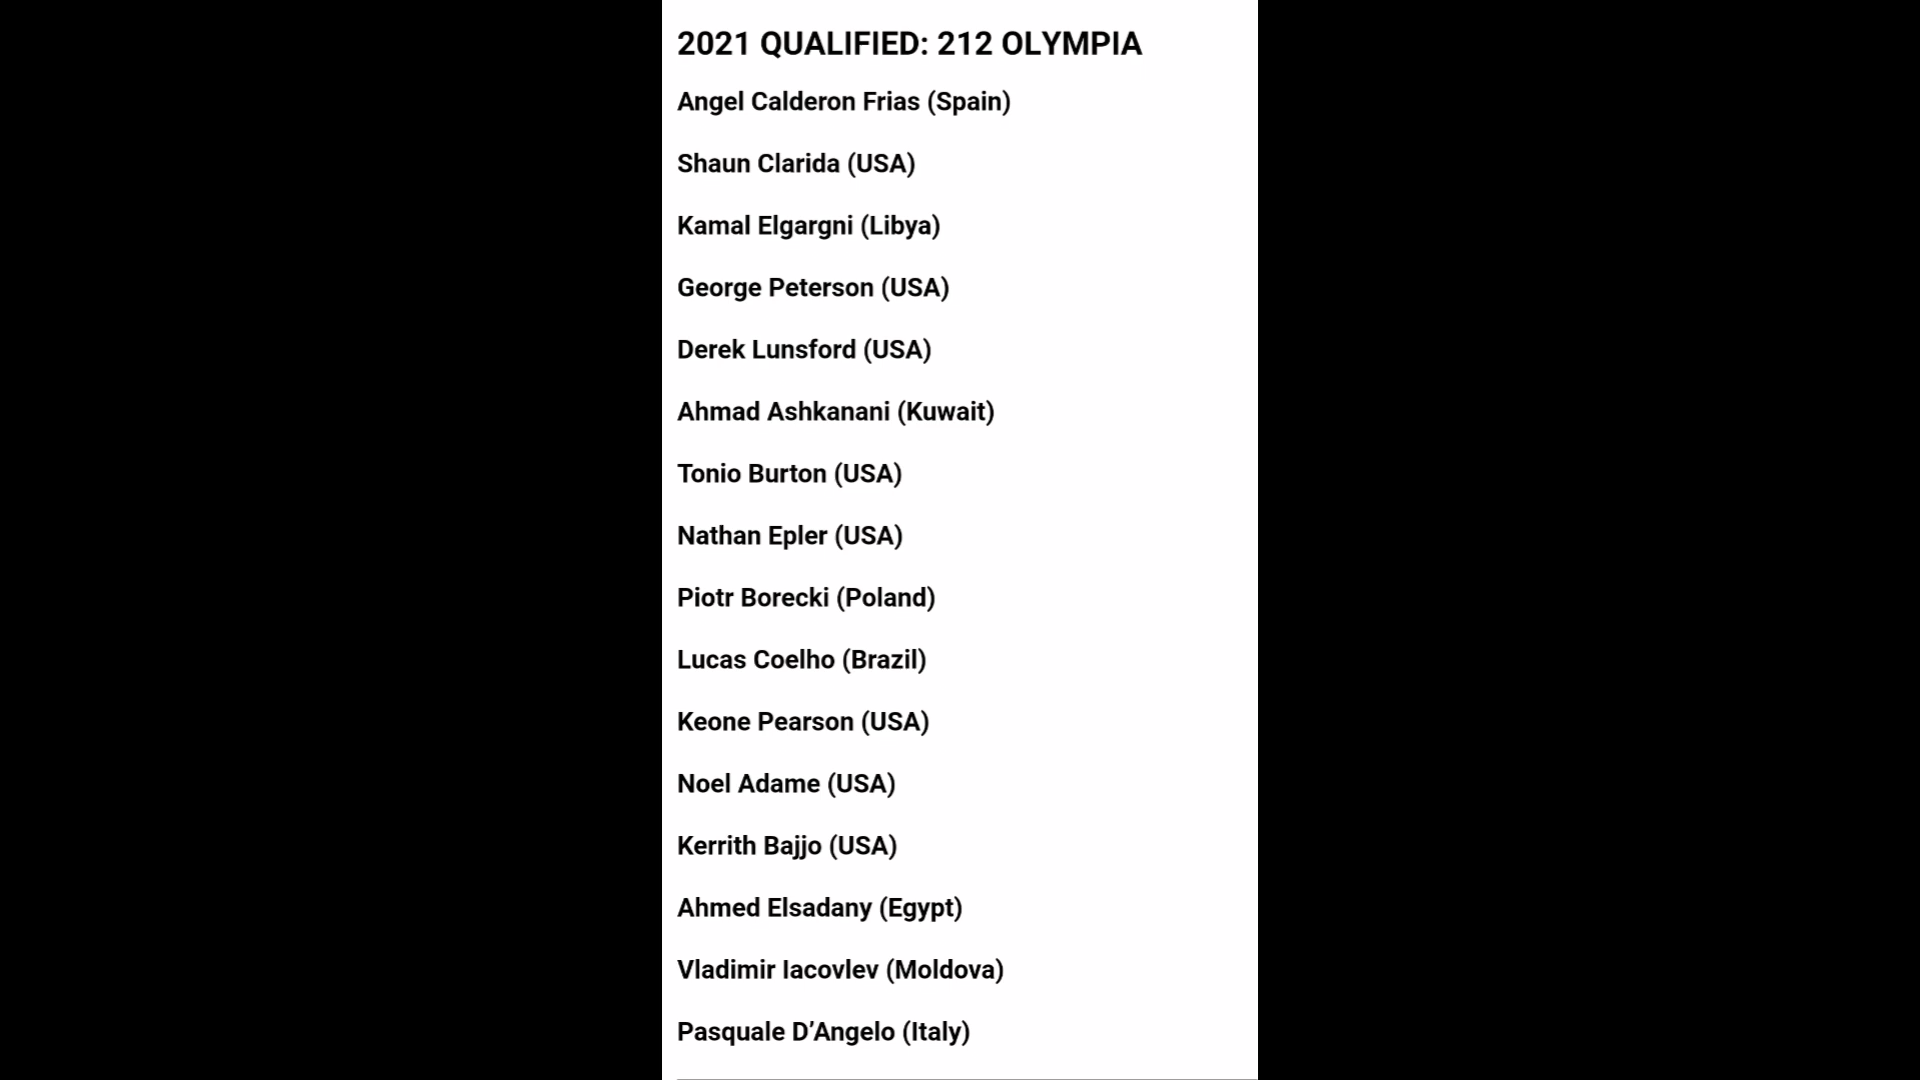 2021 QUALIFIED: 212 OLYMPIA
Angel Calderon Frias (Spain)
Shaun Clarida (USA)
Kamal Elgargni (Libya)
George Peterson (USA)
Derek Lunsford (USA)
Ahmad Ashkanani (Kuwait)
Tonio Burton (USA)
Nathan Epler (USA)
Piotr Borecki (Poland)
Lucas Coelho (Brazil)
Keone Pearson (USA)
Noel Adame (USA)
Kerrith Bajjo (USA)
Ahmed Elsadany (Egypt)
Vladimir Iacovlev (Moldova)
Pasquale D’Angelo (Italy)